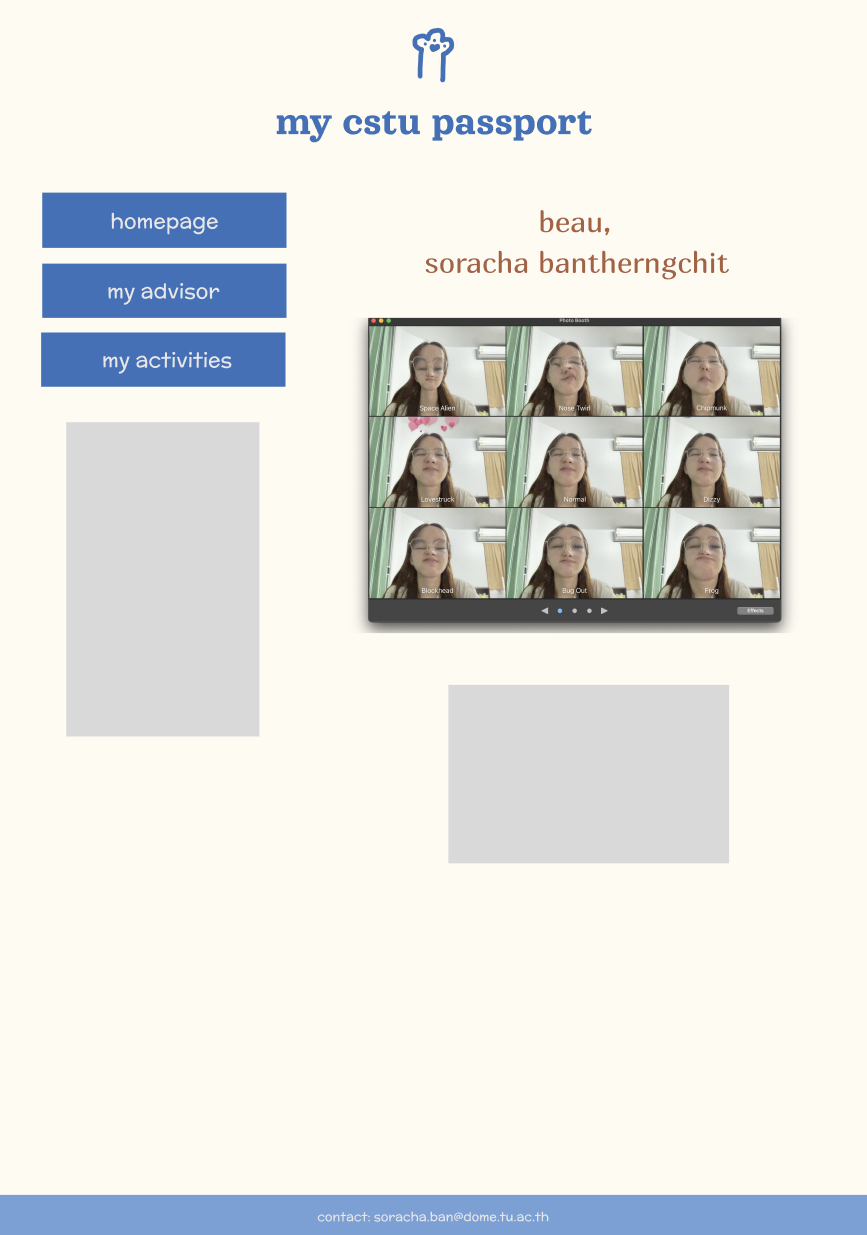 my cstu passport
homepage
my advisor
my activities
beau,
soracha bantherngchit
Photo Booth
Space Alien
Nose Twirl
Chipmunk
Lovestruck
Normal
Dizzy
Blockhead
Bug Out
Frog
Effects
contact: soracha.ban@dome.tu.ac.th